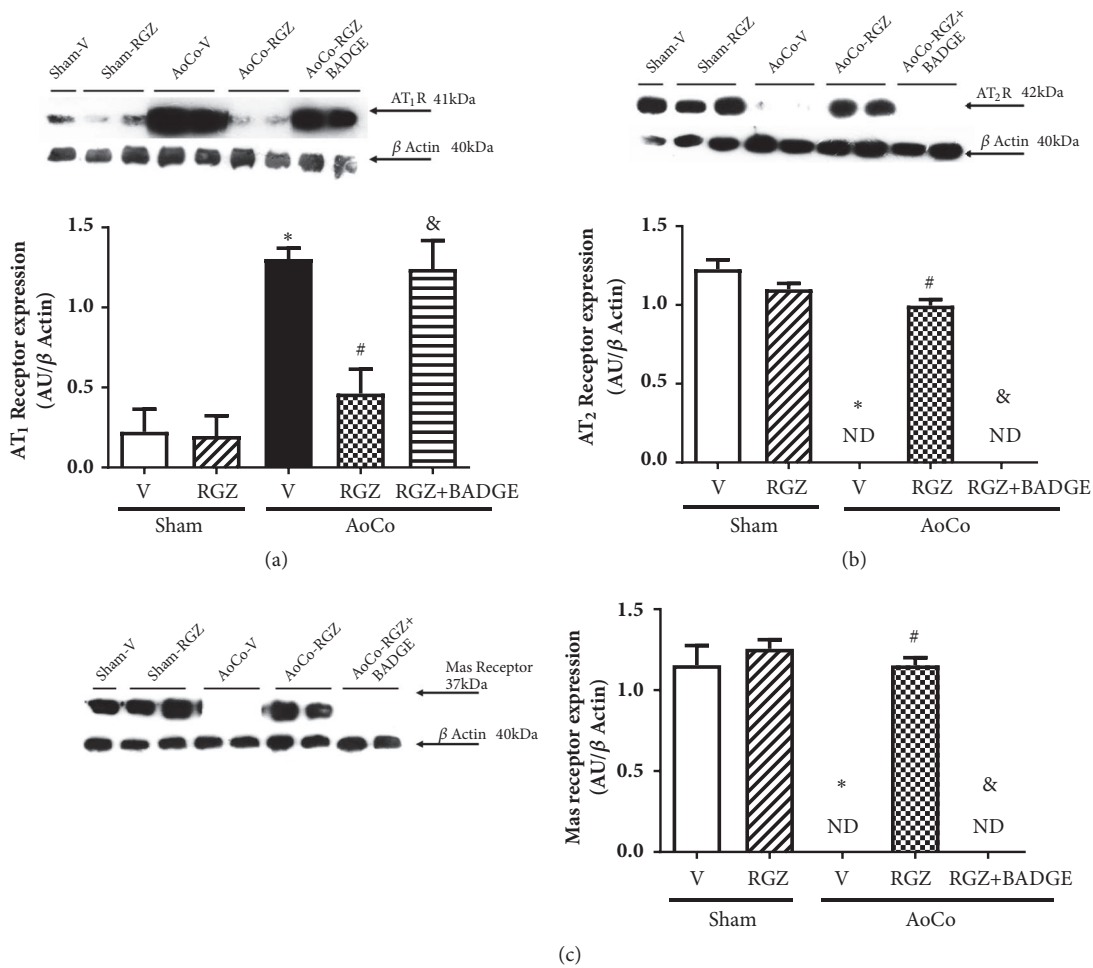 Sham-V
Sham-RGZ
AoCo-V
AoCo-RGZ
AoCo-RGZ
BADGE
AT1R 41kDa
β Actin 40kDa
AT1 Receptor expression
(AU/β Actin)
1.5
1.0
0.5
0.0
*
#
&
V
RGZ
V
RGZ
RGZ+BADGE
Sham
AoCo
(a)
Sham-V
Sham-RGZ
AoCo-V
AoCo-RGZ
AoCo-RGZ+
BADGE
AT2R 42kDa
β Actin 40kDa
AT2 Receptor expression
(AU/β Actin)
1.5
1.0
0.5
0.0
*
ND
#
&
ND
V
RGZ
V
RGZ
RGZ+BADGE
Sham
AoCo
(b)
Sham-V
Sham-RGZ
AoCo-V
AoCo-RGZ
AoCo-RGZ+
BADGE
Mas Receptor
37kDa
β Actin 40kDa
Mas receptor expression
(AU/β Actin)
1.5
1.0
0.5
0.0
*
ND
#
&
ND
V
RGZ
V
RGZ
RGZ+BADGE
Sham
AoCo
(c)